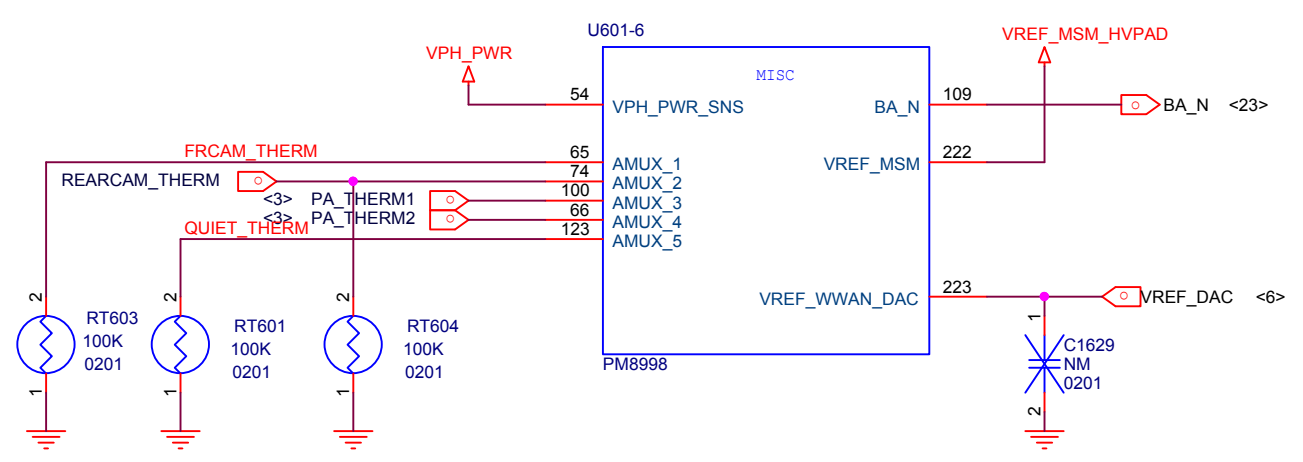 U601-6
VREF_MSM_HVPAD
VPH_PWR
MISC
54
VPH_PWR_SNS
BA_N
109
BA_N <23>
FRCAM_THERM
65
AMUX_1
VREF_MSM
222
REARCAM_THERM
74
AMUX_2
<3> PA_THERM1
100
AMUX_3
<3> PA_THERM2
66
AMUX_4
QUIET_THERM
123
AMUX_5
VREF_WWAN_DAC
223
VREF_DAC <6>
2
RT603
100K
0201
1
2
RT601
100K
0201
1
2
RT604
100K
0201
1
PM8998
1
C1629
NM
0201
2